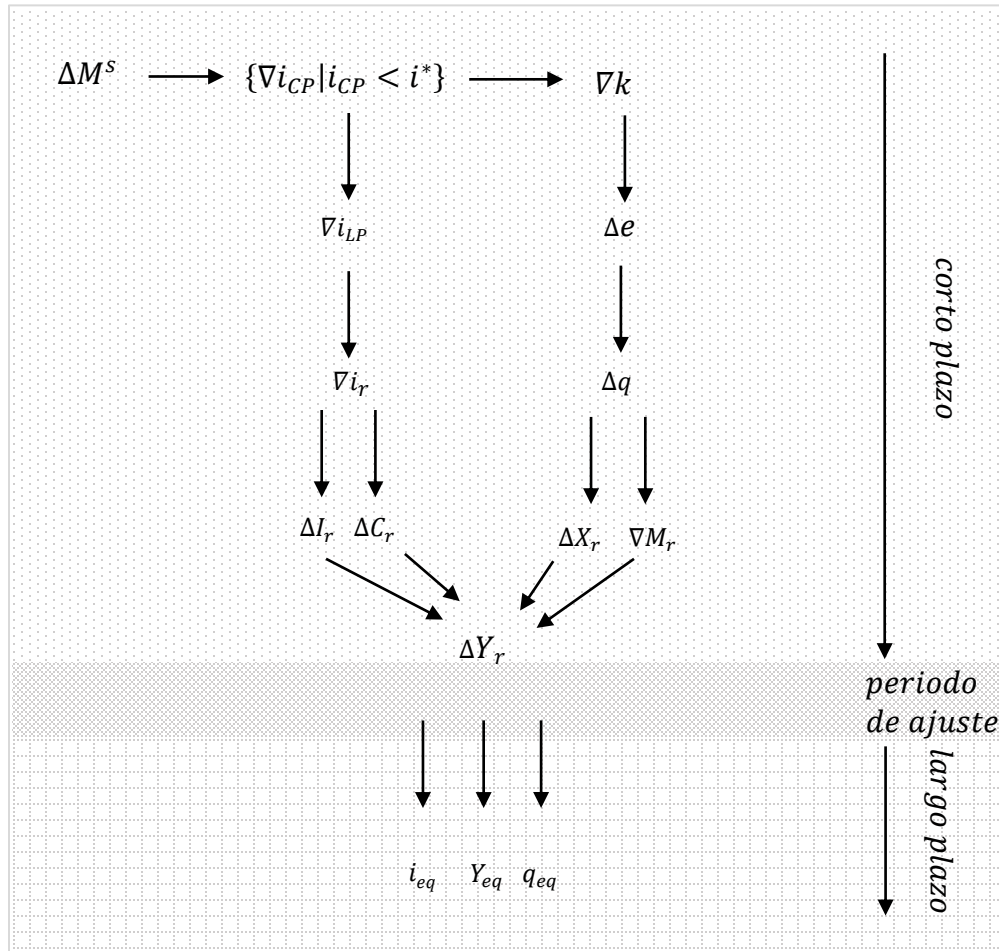 ΔMˢ {∇i_CP|i_CP < i*} ∇k
∇i_LP Δe
∇i_r Δq
ΔI_r ΔC_r ΔX_r ∇M_r
ΔY_r
corto plazo
periodo
de ajuste
i_eq Y_eq q_eq
largo plazo